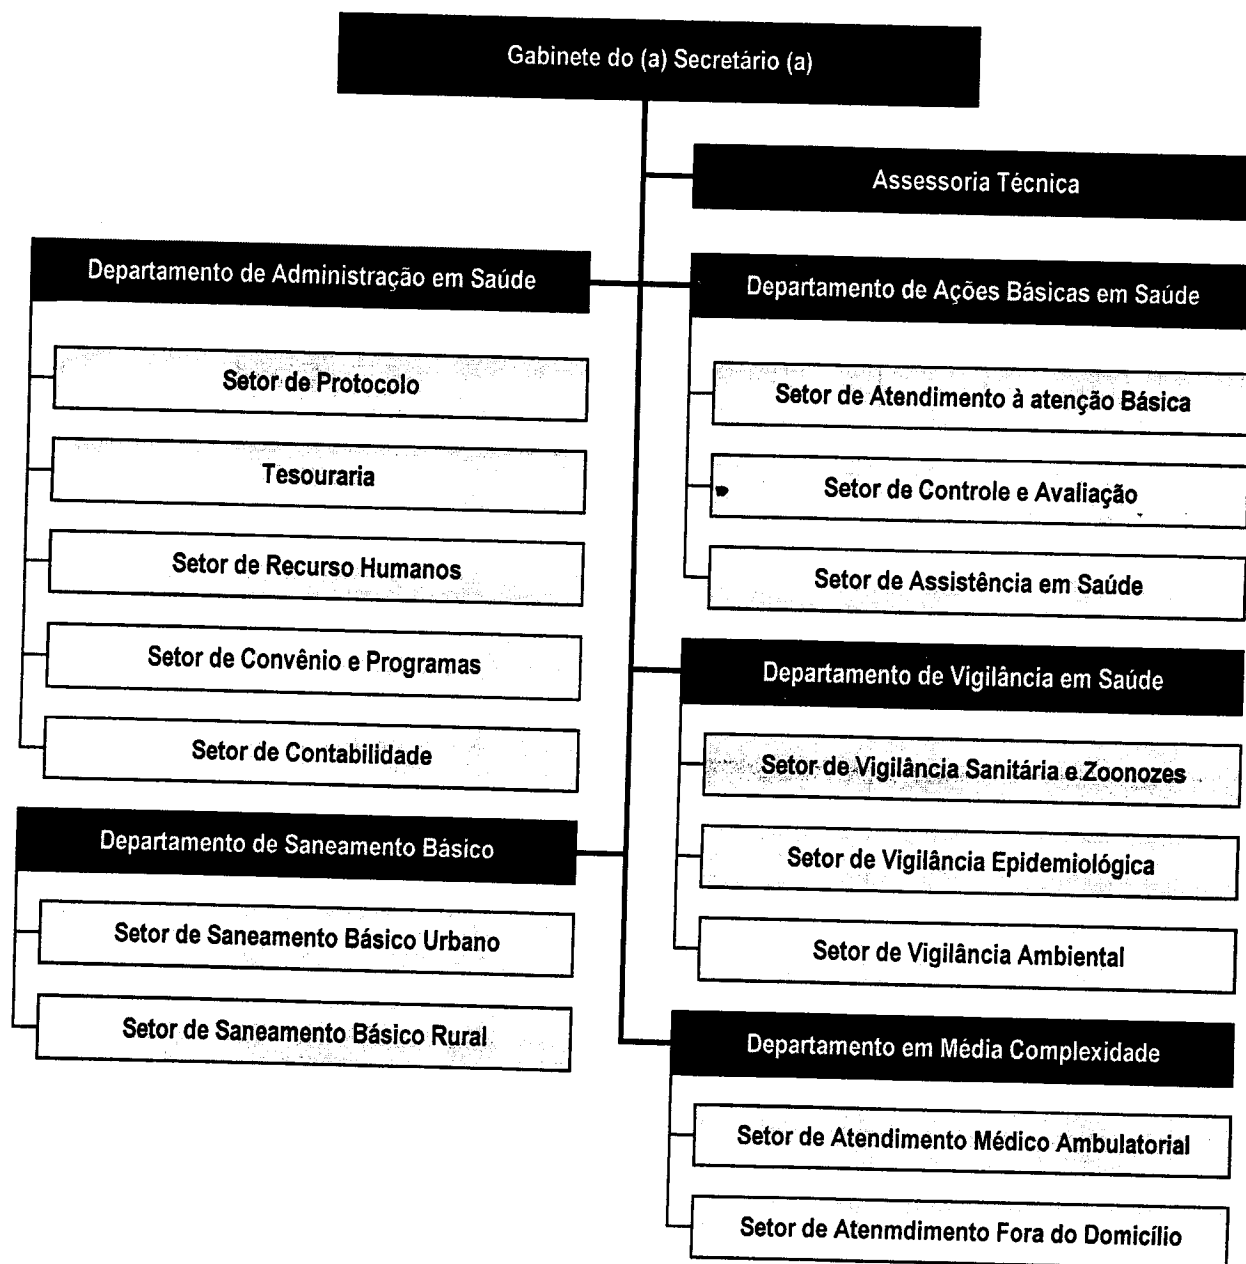 Gabinete do (a) Secretário (a)
Assessoria Técnica
Departamento de Administração em Saúde
Setor de Protocolo
Tesouraria
Setor de Recurso Humanos
Setor de Convênio e Programas
Setor de Contabilidade
Departamento de Saneamento Básico
Setor de Saneamento Básico Urbano
Setor de Saneamento Básico Rural
Departamento de Ações Básicas em Saúde
Setor de Atendimento à atenção Básica
Setor de Controle e Avaliação
Setor de Assistência em Saúde
Departamento de Vigilância em Saúde
Setor de Vigilância Sanitária e Zoonozes
Setor de Vigilância Epidemiológica
Setor de Vigilância Ambiental
Departamento em Média Complexidade
Setor de Atendimento Médico Ambulatorial
Setor de Atenmdimento Fora do Domicílio